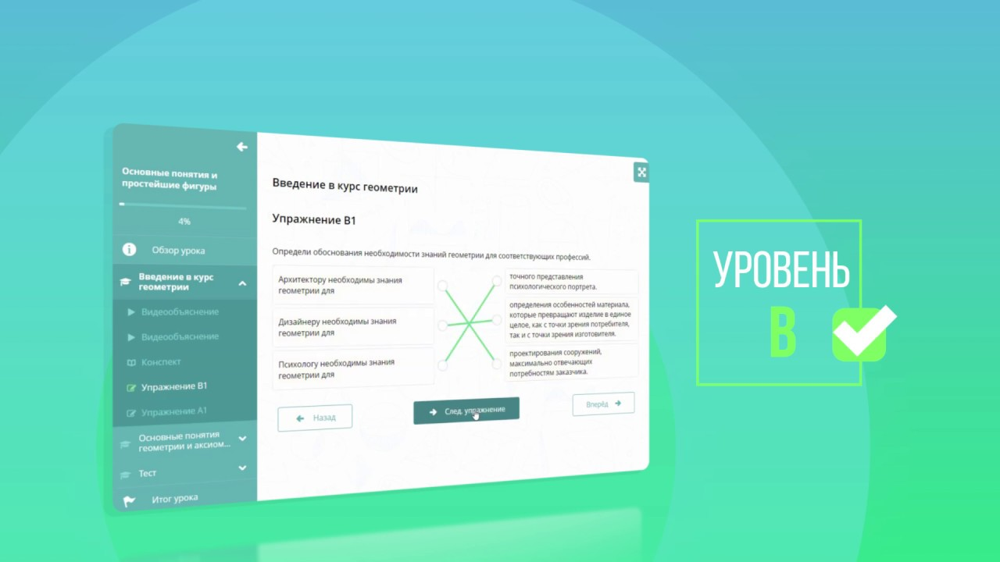 Основные понятия и
простейшие фигуры
4%
Обзор урока
Введение в курс
геометрии
Видеообъяснение
Видеообъяснение
Конспект
Упражнение B1
Упражнение A1
Основные понятия
геометрии и аксиом...
Тест
Итог урока
Введение в курс геометрии
Упражнение B1
Определи обоснования необходимости знаний геометрии для соответствующих профессий.
Архитектору необходимы знания
геометрии для
Дизайнеру необходимы знания
геометрии для
Психологу необходимы знания
геометрии для
точного представления
психологического портрета.
определения особенностей материала,
которые превращают изделие в единое
целое, как с точки зрения потребителя,
так и с точки зрения изготовителя.
проектирования сооружений,
максимально отвечающих
потребностям заказчика.
Назад
След. упражнение
Вперёд
УРОВЕНЬ
B